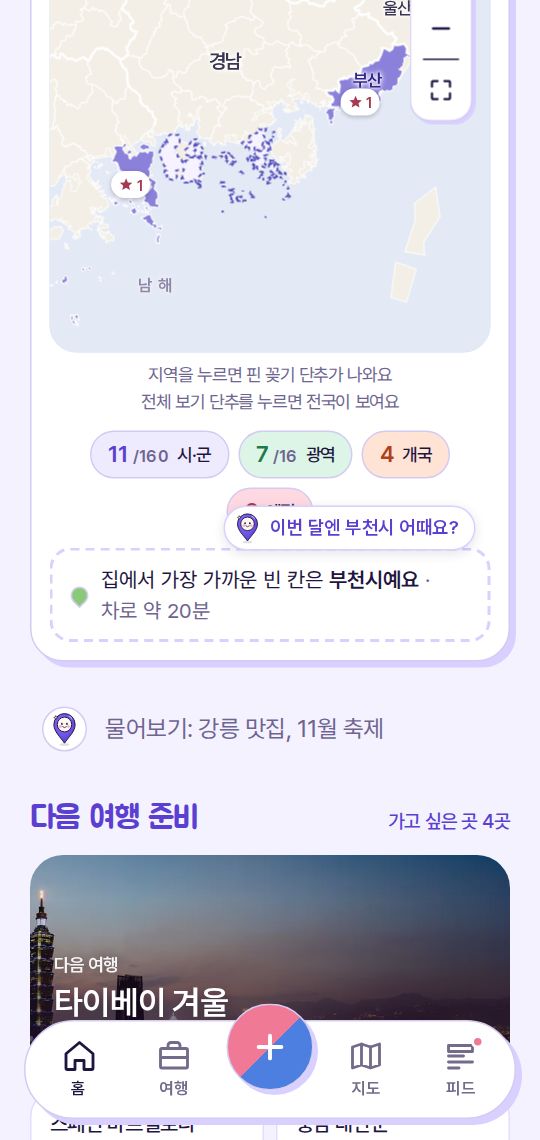 울산
경남
부산
★ 1
★ 1
남 해
지역을 누르면 핀 꽂기 단추가 나와요
전체 보기 단추를 누르면 전국이 보여요
11 /160 시·군
7 /16 광역
4 개국
이번 달엔 부천시 어때요?
집에서 가장 가까운 빈 칸은 부천시예요 ·
차로 약 20분
물어보기: 강릉 맛집, 11월 축제
다음 여행 준비
가고 싶은 곳 4곳
다음 여행
타이베이 겨울
홈
여행
지도
피드